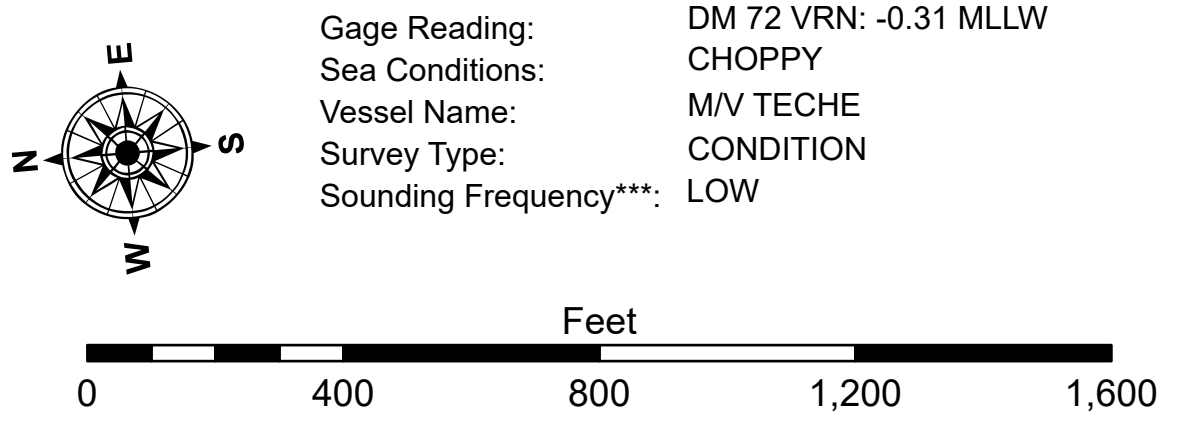 E
N
S
W
Gage Reading: DM 72 VRN: -0.31 MLLW
Sea Conditions: CHOPPY
Vessel Name: M/V TECHE
Survey Type: CONDITION
Sounding Frequency***: LOW
Feet
0 400 800 1,200 1,600